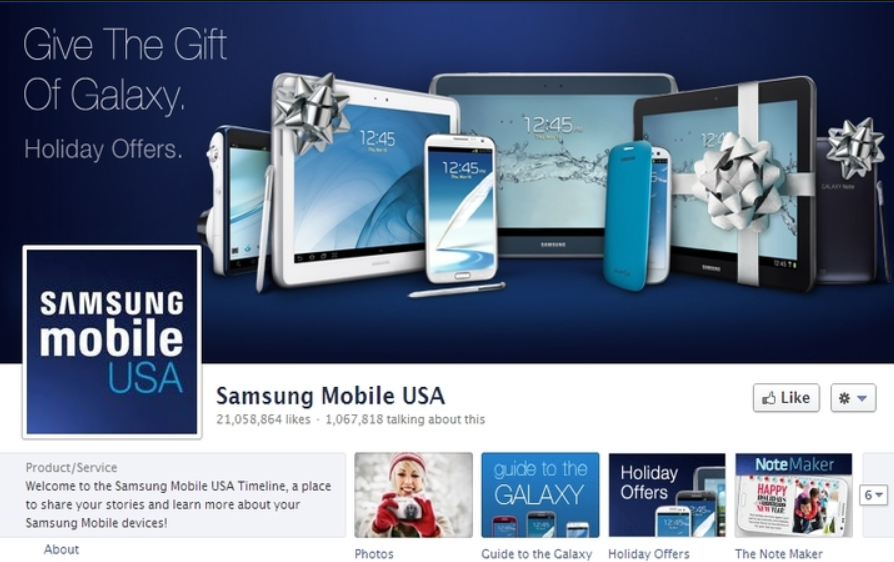 Give The Gift
Of Galaxy.
Holiday Offers.
12:45
12:45
12:45
SAMSUNG
SAMSUNG
GALAXY Note
SAMSUNG
mobile
USA
Samsung Mobile USA
21,058,864 likes · 1,067,818 talking about this
Like
Product/Service
Welcome to the Samsung Mobile USA Timeline, a place
to share your stories and learn more about your
Samsung Mobile devices!
About
Photos
guide to the
GALAXY
Guide to the Galaxy
Holiday
Offers
Holiday Offers
NoteMaker
HAPPY
HOLIDAYS
NEW YEAR!
The Note Maker
6